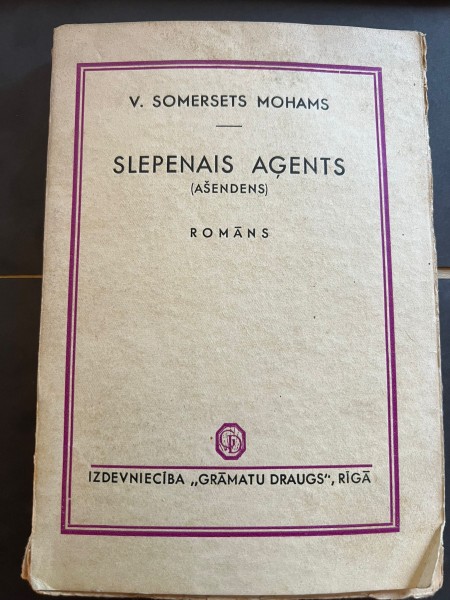 V. SOMERSETS MOHAMS
SLEPENAIS AĢENTS
(AŠENDENS)
ROMĀNS
IZDEVNIECĪBA „GRĀMATU DRAUGS“, RĪGĀ